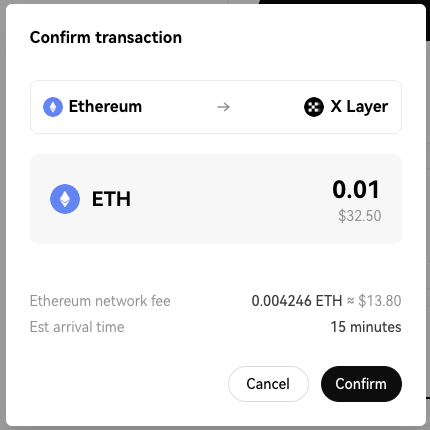 Confirm transaction
Ethereum → X Layer
ETH 0.01
$32.50
Ethereum network fee 0.004246 ETH ≈ $13.80
Est arrival time 15 minutes
Cancel Confirm